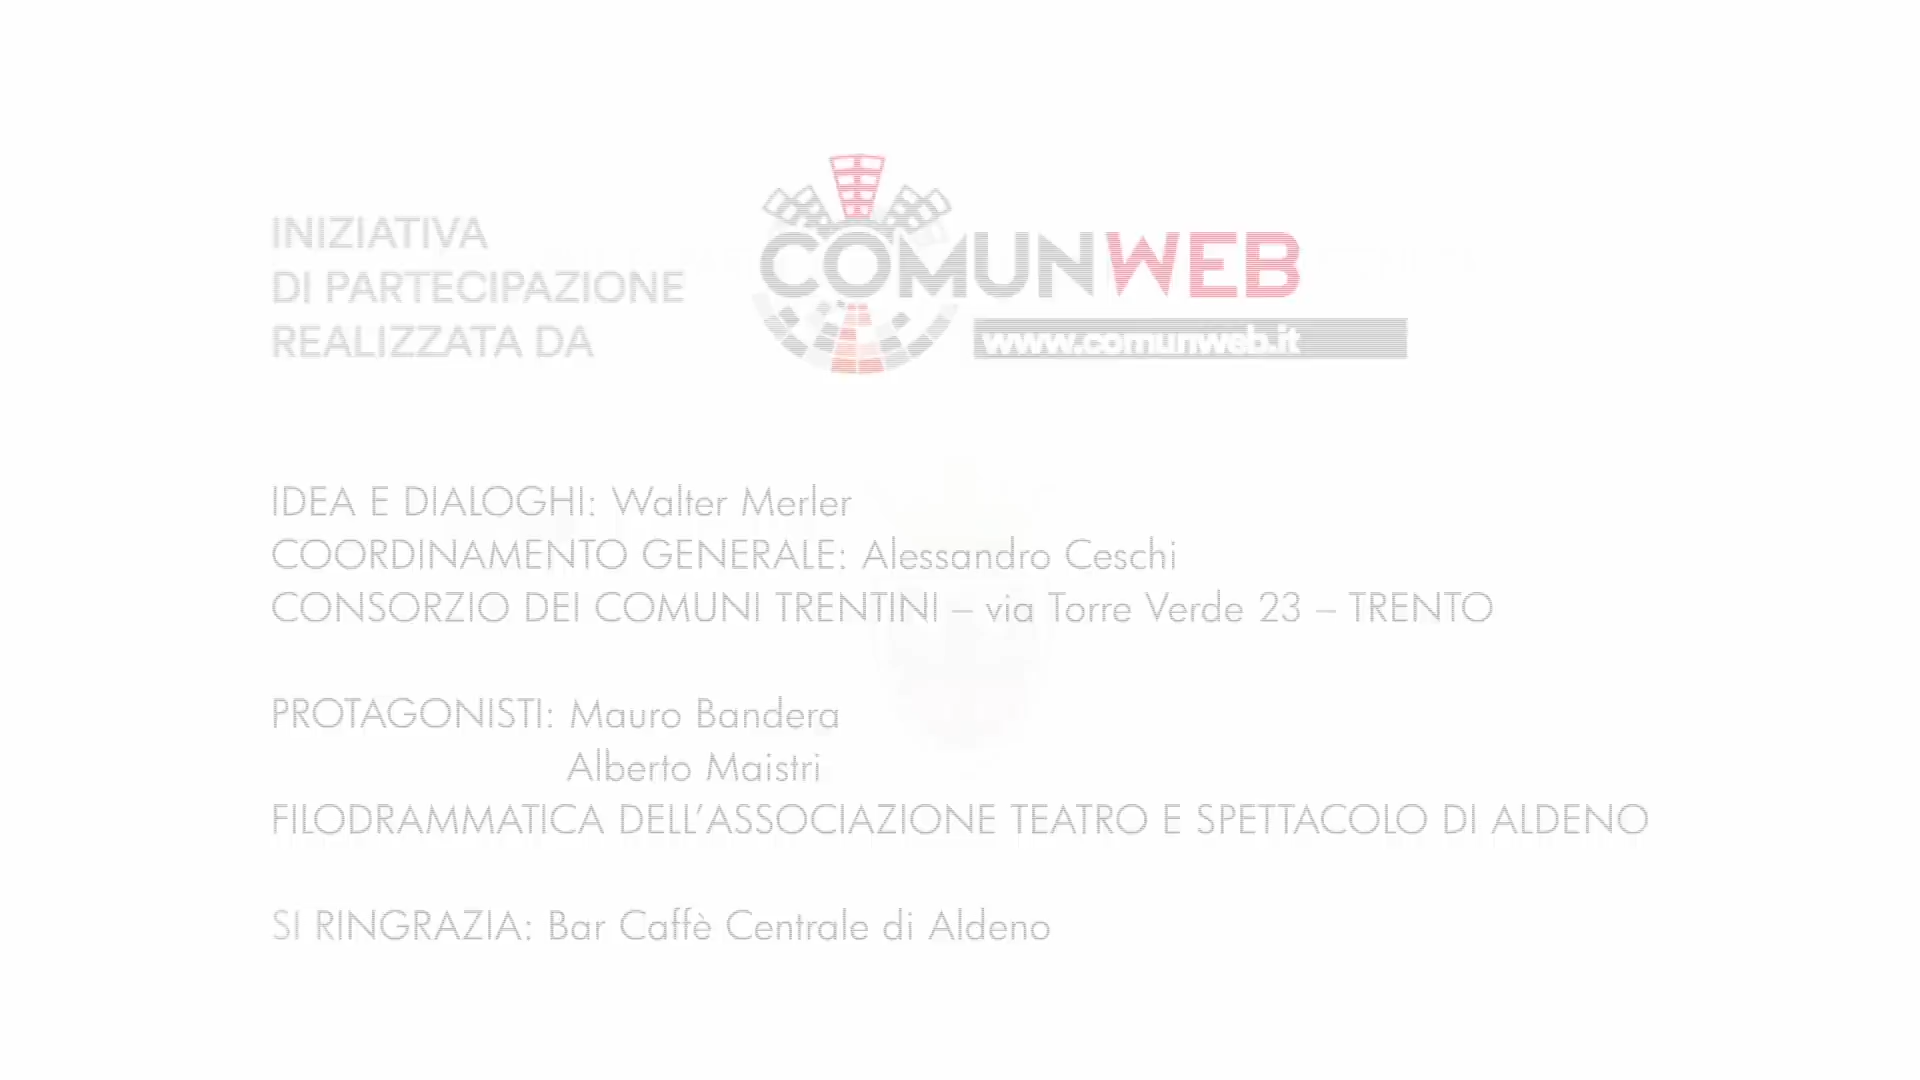 INIZIATIVA
DI PARTECIPAZIONE
REALIZZATA DA
COMUNWEB
www.comunweb.it
IDEA E DIALOGHI: Walter Merler
COORDINAMENTO GENERALE: Alessandro Ceschi
CONSORZIO DEI COMUNI TRENTINI – via Torre Verde 23 – TRENTO
PROTAGONISTI: Mauro Bandera
Alberto Maistri
FILODRAMMATICA DELL'ASSOCIAZIONE TEATRO E SPETTACOLO DI ALDENO
SI RINGRAZIA: Bar Caffè Centrale di Aldeno